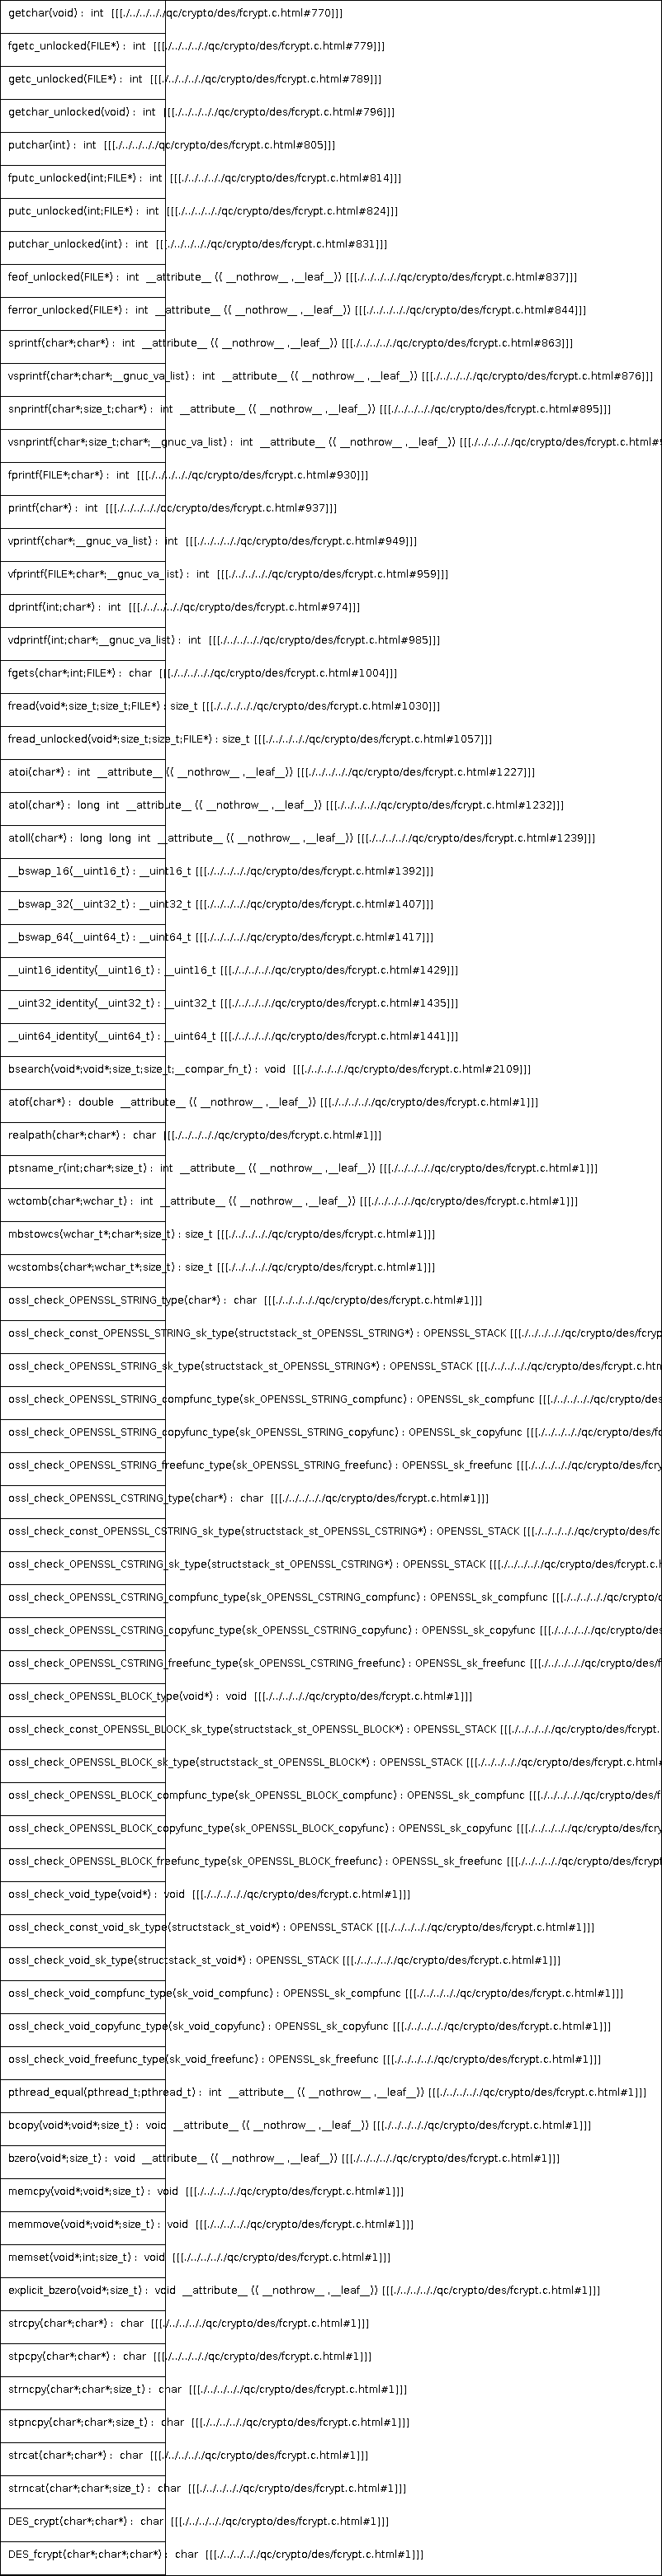 getchar(void) : int [[[./../../../qc/crypto/des/fcrypt.c.html#770]]]
fgetc_unlocked(FILE*) : int [[[./../../../qc/crypto/des/fcrypt.c.html#779]]]
getc_unlocked(FILE*) : int [[[./../../../qc/crypto/des/fcrypt.c.html#789]]]
getchar_unlocked(void) : int [[[./../../../qc/crypto/des/fcrypt.c.html#796]]]
putchar(int) : int [[[./../../../qc/crypto/des/fcrypt.c.html#805]]]
fputc_unlocked(int;FILE*) : int [[[./../../../qc/crypto/des/fcrypt.c.html#814]]]
putc_unlocked(int;FILE*) : int [[[./../../../qc/crypto/des/fcrypt.c.html#824]]]
putchar_unlocked(int) : int [[[./../../../qc/crypto/des/fcrypt.c.html#831]]]
feof_unlocked(FILE*) : int __attribute__ (( __nothrow__ ,__leaf__)) [[[./../../../qc/crypto/des/fcrypt.c.html#837]]]
ferror_unlocked(FILE*) : int __attribute__ (( __nothrow__ ,__leaf__)) [[[./../../../qc/crypto/des/fcrypt.c.html#844]]]
sprintf(char*;char*) : int __attribute__ (( __nothrow__ ,__leaf__)) [[[./../../../qc/crypto/des/fcrypt.c.html#863]]]
vsprintf(char*;char*;__gnuc_va_list) : int __attribute__ (( __nothrow__ ,__leaf__)) [[[./../../../qc/crypto/des/fcrypt.c.html#876]]]
snprintf(char*;size_t;char*) : int __attribute__ (( __nothrow__ ,__leaf__)) [[[./../../../qc/crypto/des/fcrypt.c.html#895]]]
vsnprintf(char*;size_t;char*;__gnuc_va_list) : int __attribute__ (( __nothrow__ ,__leaf__)) [[[./../../../qc/crypto/des/fcrypt.c.html#
fprintf(FILE*;char*) : int [[[./../../../qc/crypto/des/fcrypt.c.html#930]]]
printf(char*) : int [[[./../../../qc/crypto/des/fcrypt.c.html#937]]]
vprintf(char*;__gnuc_va_list) : int [[[./../../../qc/crypto/des/fcrypt.c.html#949]]]
vfprintf(FILE*;char*;__gnuc_va_list) : int [[[./../../../qc/crypto/des/fcrypt.c.html#959]]]
dprintf(int;char*) : int [[[./../../../qc/crypto/des/fcrypt.c.html#974]]]
vdprintf(int;char*;__gnuc_va_list) : int [[[./../../../qc/crypto/des/fcrypt.c.html#985]]]
fgets(char*;int;FILE*) : char [[[./../../../qc/crypto/des/fcrypt.c.html#1004]]]
fread(void*;size_t;size_t;FILE*) : size_t [[[./../../../qc/crypto/des/fcrypt.c.html#1030]]]
fread_unlocked(void*;size_t;size_t;FILE*) : size_t [[[./../../../qc/crypto/des/fcrypt.c.html#1057]]]
atoi(char*) : int __attribute__ (( __nothrow__ ,__leaf__)) [[[./../../../qc/crypto/des/fcrypt.c.html#1227]]]
atol(char*) : long int __attribute__ (( __nothrow__ ,__leaf__)) [[[./../../../qc/crypto/des/fcrypt.c.html#1232]]]
atoll(char*) : long long int __attribute__ (( __nothrow__ ,__leaf__)) [[[./../../../qc/crypto/des/fcrypt.c.html#1239]]]
__bswap_16(__uint16_t) : __uint16_t [[[./../../../qc/crypto/des/fcrypt.c.html#1392]]]
__bswap_32(__uint32_t) : __uint32_t [[[./../../../qc/crypto/des/fcrypt.c.html#1407]]]
__bswap_64(__uint64_t) : __uint64_t [[[./../../../qc/crypto/des/fcrypt.c.html#1417]]]
__uint16_identity(__uint16_t) : __uint16_t [[[./../../../qc/crypto/des/fcrypt.c.html#1429]]]
__uint32_identity(__uint32_t) : __uint32_t [[[./../../../qc/crypto/des/fcrypt.c.html#1435]]]
__uint64_identity(__uint64_t) : __uint64_t [[[./../../../qc/crypto/des/fcrypt.c.html#1441]]]
bsearch(void*;void*;size_t;size_t;__compar_fn_t) : void [[[./../../../qc/crypto/des/fcrypt.c.html#2109]]]
atof(char*) : double __attribute__ (( __nothrow__ ,__leaf__)) [[[./../../../qc/crypto/des/fcrypt.c.html#1]]]
realpath(char*;char*) : char [[[./../../../qc/crypto/des/fcrypt.c.html#1]]]
ptsname_r(int;char*;size_t) : int __attribute__ (( __nothrow__ ,__leaf__)) [[[./../../../qc/crypto/des/fcrypt.c.html#1]]]
wctomb(char*;wchar_t) : int __attribute__ (( __nothrow__ ,__leaf__)) [[[./../../../qc/crypto/des/fcrypt.c.html#1]]]
mbstowcs(wchar_t*;char*;size_t) : size_t [[[./../../../qc/crypto/des/fcrypt.c.html#1]]]
wcstombs(char*;wchar_t*;size_t) : size_t [[[./../../../qc/crypto/des/fcrypt.c.html#1]]]
ossl_check_OPENSSL_STRING_type(char*) : char [[[./../../../qc/crypto/des/fcrypt.c.html#1]]]
ossl_check_const_OPENSSL_STRING_sk_type(structstack_st_OPENSSL_STRING*) : OPENSSL_STACK [[[./../../../qc/crypto/des/fcryp
ossl_check_OPENSSL_STRING_sk_type(structstack_st_OPENSSL_STRING*) : OPENSSL_STACK [[[./../../../qc/crypto/des/fcrypt.c.htm
ossl_check_OPENSSL_STRING_compfunc_type(sk_OPENSSL_STRING_compfunc) : OPENSSL_sk_compfunc [[[./../../../qc/crypto/des
ossl_check_OPENSSL_STRING_copyfunc_type(sk_OPENSSL_STRING_copyfunc) : OPENSSL_sk_copyfunc [[[./../../../qc/crypto/des/fc
ossl_check_OPENSSL_STRING_freefunc_type(sk_OPENSSL_STRING_freefunc) : OPENSSL_sk_freefunc [[[./../../../qc/crypto/des/fcry
ossl_check_OPENSSL_CSTRING_type(char*) : char [[[./../../../qc/crypto/des/fcrypt.c.html#1]]]
ossl_check_const_OPENSSL_CSTRING_sk_type(structstack_st_OPENSSL_CSTRING*) : OPENSSL_STACK [[[./../../../qc/crypto/des/fc
ossl_check_OPENSSL_CSTRING_sk_type(structstack_st_OPENSSL_CSTRING*) : OPENSSL_STACK [[[./../../../qc/crypto/des/fcrypt.c.h
ossl_check_OPENSSL_CSTRING_compfunc_type(sk_OPENSSL_CSTRING_compfunc) : OPENSSL_sk_compfunc [[[./../../../qc/crypto/d
ossl_check_OPENSSL_CSTRING_copyfunc_type(sk_OPENSSL_CSTRING_copyfunc) : OPENSSL_sk_copyfunc [[[./../../../qc/crypto/des
ossl_check_OPENSSL_CSTRING_freefunc_type(sk_OPENSSL_CSTRING_freefunc) : OPENSSL_sk_freefunc [[[./../../../qc/crypto/des/f
ossl_check_OPENSSL_BLOCK_type(void*) : void [[[./../../../qc/crypto/des/fcrypt.c.html#1]]]
ossl_check_const_OPENSSL_BLOCK_sk_type(structstack_st_OPENSSL_BLOCK*) : OPENSSL_STACK [[[./../../../qc/crypto/des/fcrypt.
ossl_check_OPENSSL_BLOCK_sk_type(structstack_st_OPENSSL_BLOCK*) : OPENSSL_STACK [[[./../../../qc/crypto/des/fcrypt.c.html#
ossl_check_OPENSSL_BLOCK_compfunc_type(sk_OPENSSL_BLOCK_compfunc) : OPENSSL_sk_compfunc [[[./../../../qc/crypto/des/f
ossl_check_OPENSSL_BLOCK_copyfunc_type(sk_OPENSSL_BLOCK_copyfunc) : OPENSSL_sk_copyfunc [[[./../../../qc/crypto/des/fcry
ossl_check_OPENSSL_BLOCK_freefunc_type(sk_OPENSSL_BLOCK_freefunc) : OPENSSL_sk_freefunc [[[./../../../qc/crypto/des/fcrypt
ossl_check_void_type(void*) : void [[[./../../../qc/crypto/des/fcrypt.c.html#1]]]
ossl_check_const_void_sk_type(structstack_st_void*) : OPENSSL_STACK [[[./../../../qc/crypto/des/fcrypt.c.html#1]]]
ossl_check_void_sk_type(structstack_st_void*) : OPENSSL_STACK [[[./../../../qc/crypto/des/fcrypt.c.html#1]]]
ossl_check_void_compfunc_type(sk_void_compfunc) : OPENSSL_sk_compfunc [[[./../../../qc/crypto/des/fcrypt.c.html#1]]]
ossl_check_void_copyfunc_type(sk_void_copyfunc) : OPENSSL_sk_copyfunc [[[./../../../qc/crypto/des/fcrypt.c.html#1]]]
ossl_check_void_freefunc_type(sk_void_freefunc) : OPENSSL_sk_freefunc [[[./../../../qc/crypto/des/fcrypt.c.html#1]]]
pthread_equal(pthread_t;pthread_t) : int __attribute__ (( __nothrow__ ,__leaf__)) [[[./../../../qc/crypto/des/fcrypt.c.html#1]]]
bcopy(void*;void*;size_t) : void __attribute__ (( __nothrow__ ,__leaf__)) [[[./../../../qc/crypto/des/fcrypt.c.html#1]]]
bzero(void*;size_t) : void __attribute__ (( __nothrow__ ,__leaf__)) [[[./../../../qc/crypto/des/fcrypt.c.html#1]]]
memcpy(void*;void*;size_t) : void [[[./../../../qc/crypto/des/fcrypt.c.html#1]]]
memmove(void*;void*;size_t) : void [[[./../../../qc/crypto/des/fcrypt.c.html#1]]]
memset(void*;int;size_t) : void [[[./../../../qc/crypto/des/fcrypt.c.html#1]]]
explicit_bzero(void*;size_t) : void __attribute__ (( __nothrow__ ,__leaf__)) [[[./../../../qc/crypto/des/fcrypt.c.html#1]]]
strcpy(char*;char*) : char [[[./../../../qc/crypto/des/fcrypt.c.html#1]]]
stpcpy(char*;char*) : char [[[./../../../qc/crypto/des/fcrypt.c.html#1]]]
strncpy(char*;char*;size_t) : char [[[./../../../qc/crypto/des/fcrypt.c.html#1]]]
stpncpy(char*;char*;size_t) : char [[[./../../../qc/crypto/des/fcrypt.c.html#1]]]
strcat(char*;char*) : char [[[./../../../qc/crypto/des/fcrypt.c.html#1]]]
strncat(char*;char*;size_t) : char [[[./../../../qc/crypto/des/fcrypt.c.html#1]]]
DES_crypt(char*;char*) : char [[[./../../../qc/crypto/des/fcrypt.c.html#1]]]
DES_fcrypt(char*;char*;char*) : char [[[./../../../qc/crypto/des/fcrypt.c.html#1]]]